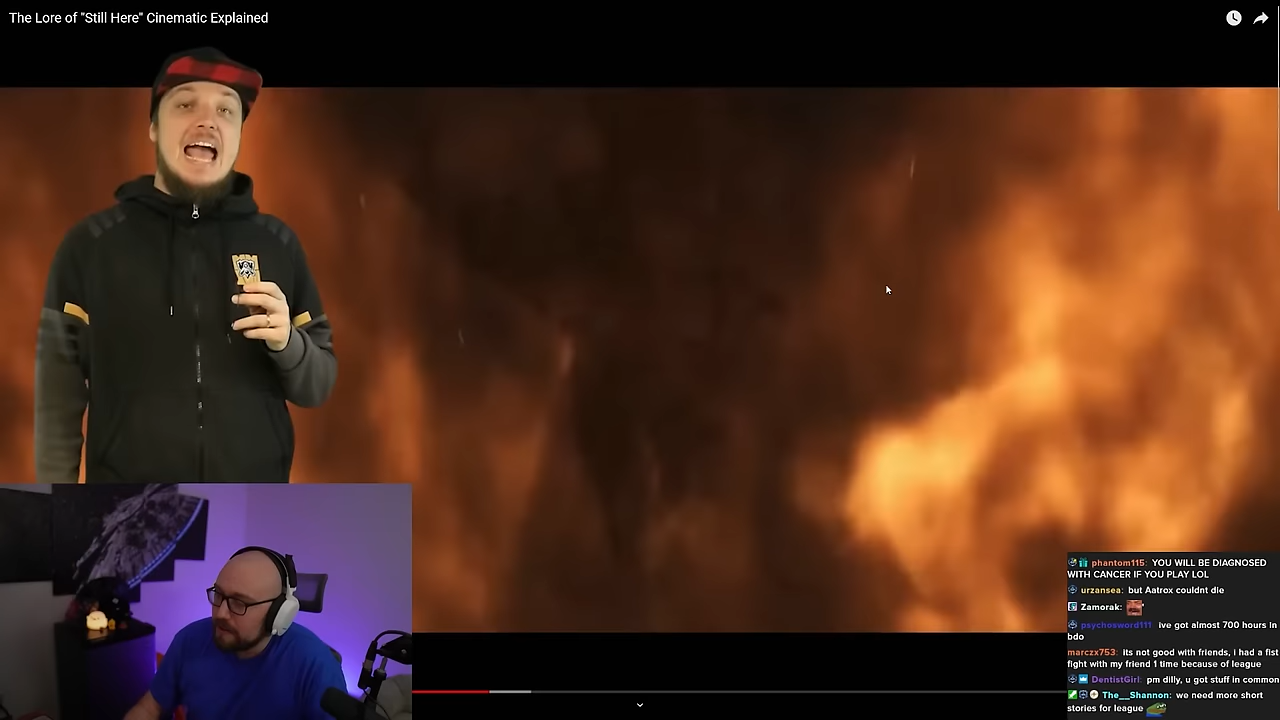 The Lore of "Still Here" Cinematic Explained
phantom115: YOU WILL BE DIAGNOSED
WITH CANCER IF YOU PLAY LOL
urzansea: but Aatrox couldnt die
Zamorak:
psychosword111 ive got almost 700 hours in
bdo
marczx753: its not good with friends, i had a fist
fight with my friend 1 time because of league
DentistGirl: pm dilly, u got stuff in common
The__Shannon: we need more short
stories for league